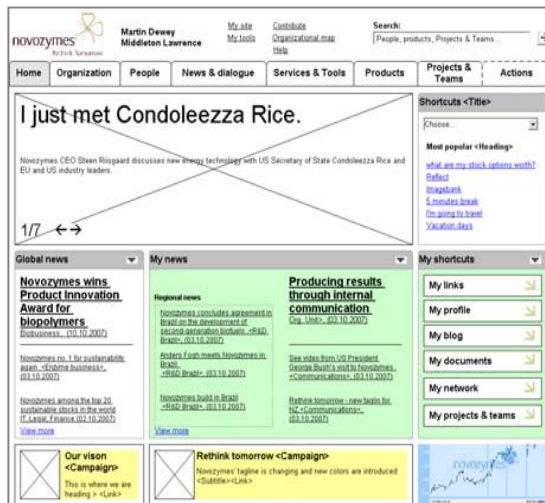 novozymes
Rethink Tomorrow
Martin Dewey
Middleton Lawrence
My site
My tools
Contribute
Organizational map
Help
Search:
People, products, Projects & Teams...
Home
Organization
People
News & dialogue
Services & Tools
Products
Projects &
Teams
Actions
I just met Condoleezza Rice.
Novozymes CEO Steen Riisgaard discusses new energy technology with US Secretary of State Condoleezza Rice and
EU and US industry leaders.
1/7
Shortcuts <Title>
Choose...
Most popular <Heading>
what are my stock options worth?
Reflect
Imagebank
5 minutes break
I'm going to travel
Vacation days
Global news
Novozymes wins
Product Innovation
Award for
biopolymers
Biobusiness, (10.10.2007)
Novozymes no. 1 for sustainability
again, <Enzyme business>,
(03.10.2007)
Novozymes among the top 20
sustainable stocks in the world
IT, Legal, Finance (02.10.2007)
View more
My news
Regional news
Novozymes concludes agreement in
Brazil on the development of
second-generation biofuels, <R&D
Brazil>, (03.10.2007)
Anders Fogh meets Novozymes in
Brazil
<R&D Brazil>, (03.10.2007)
Novozymes build in Brazil
<R&D Brazil>, (03.10.2007)
View more
Producing results
through internal
communication
Org. Unit>, (03.10.2007)
See video from US President
George Bush's visit to Novozymes,
<Communications>, (03.10.2007)
Rethink tomorrow - new taglin for
NZ <Communications>,
(03.10.2007)
My shortcuts
My links
My profile
My blog
My documents
My network
My projects & teams
Our vison
<Campaign>
This is where we are
heading > <Link>
Rethink tomorrow <Campaign>
Novozymes' tagline is changing and new colors are introduced
<Subtitle><Link>
novozymes